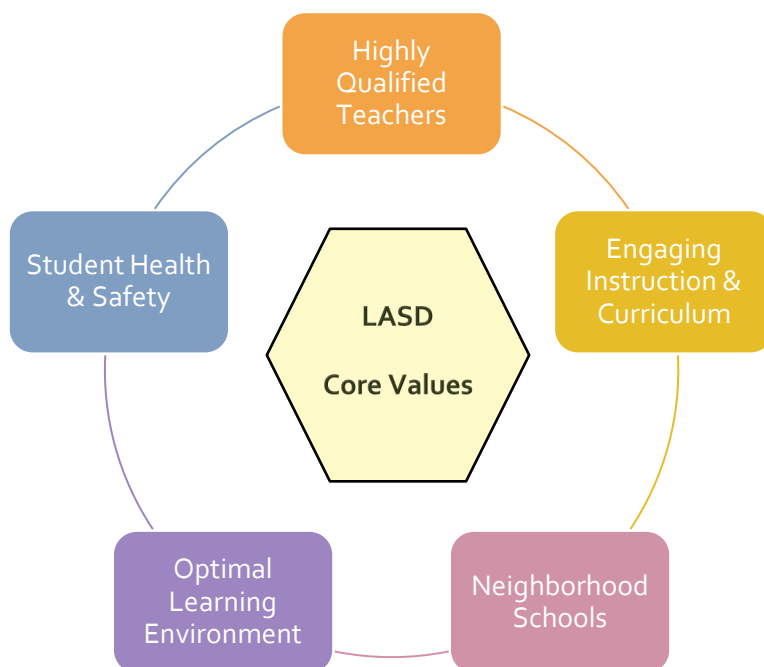 Highly
Qualified
Teachers
Engaging
Instruction &
Curriculum
Neighborhood
Schools
Optimal
Learning
Environment
Student Health
& Safety
LASD
Core Values